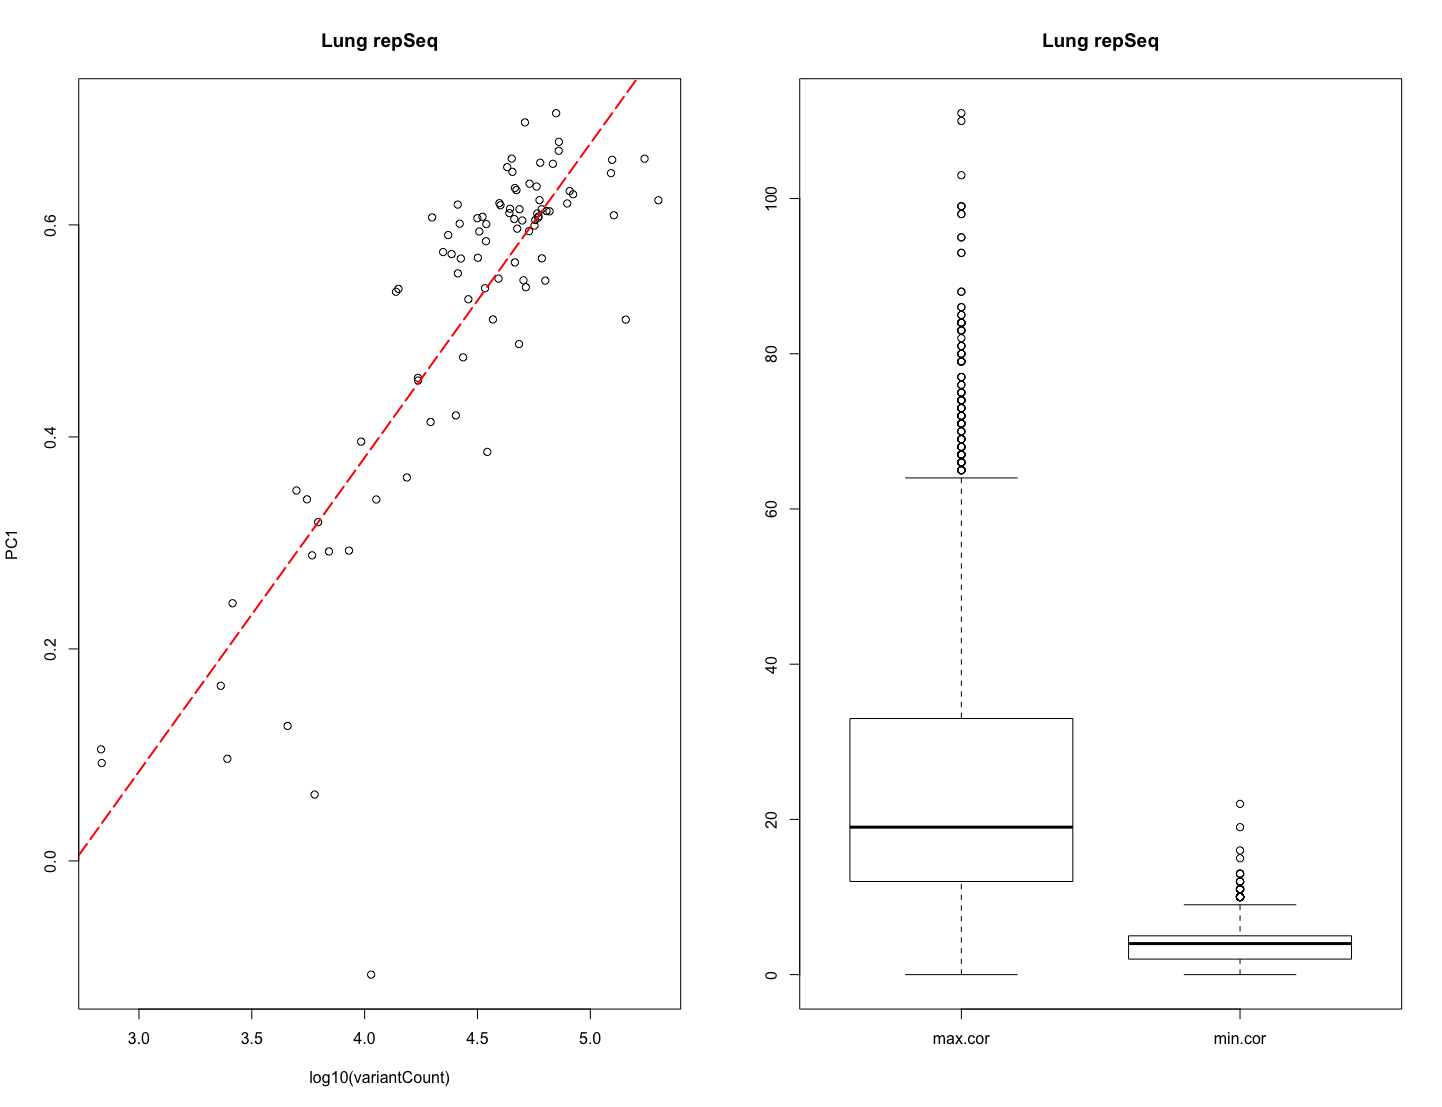 Lung repSeq
PC1
0.6
0.4
0.2
0.0
3.0 3.5 4.0 4.5 5.0
log10(variantCount)
Lung repSeq
100
80
60
40
20
0
max.cor min.cor